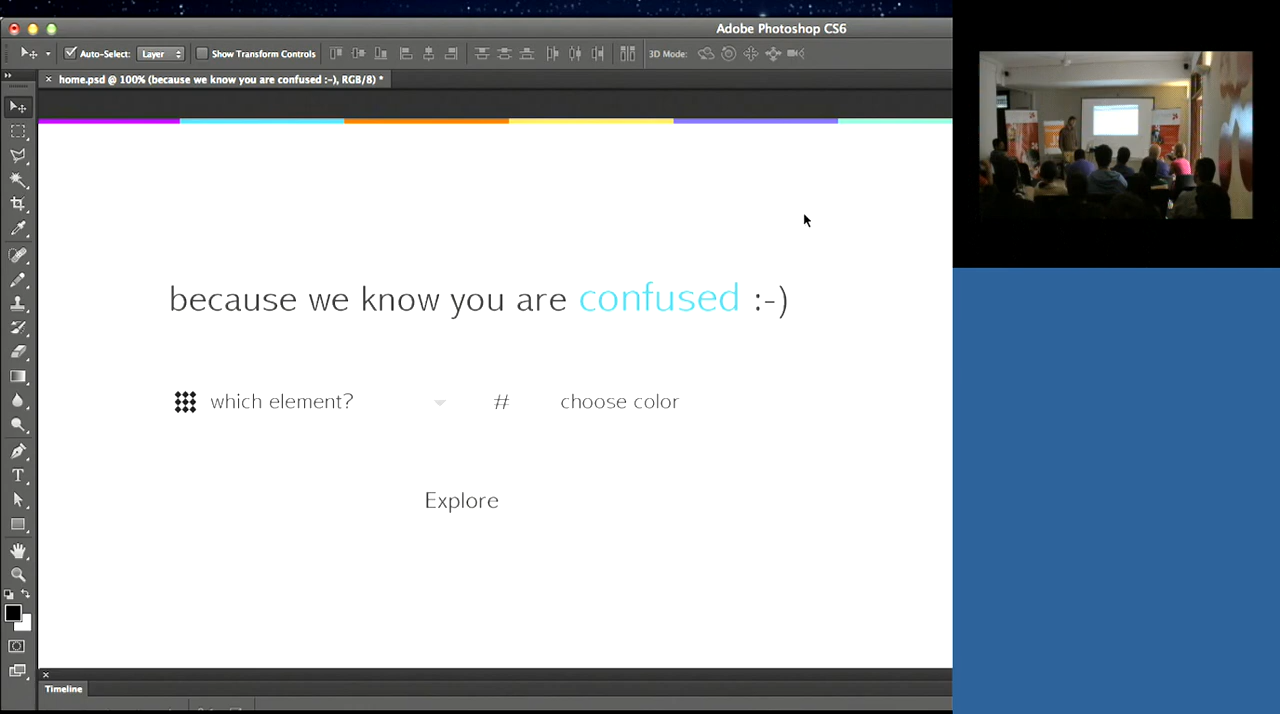 Adobe Photoshop CS6
Auto-Select: Layer Show Transform Controls 3D Mode:
home.psd @ 100% (because we know you are confused :-), RGB/8) *
because we know you are confused :-)
which element? # choose color
Explore
Timeline